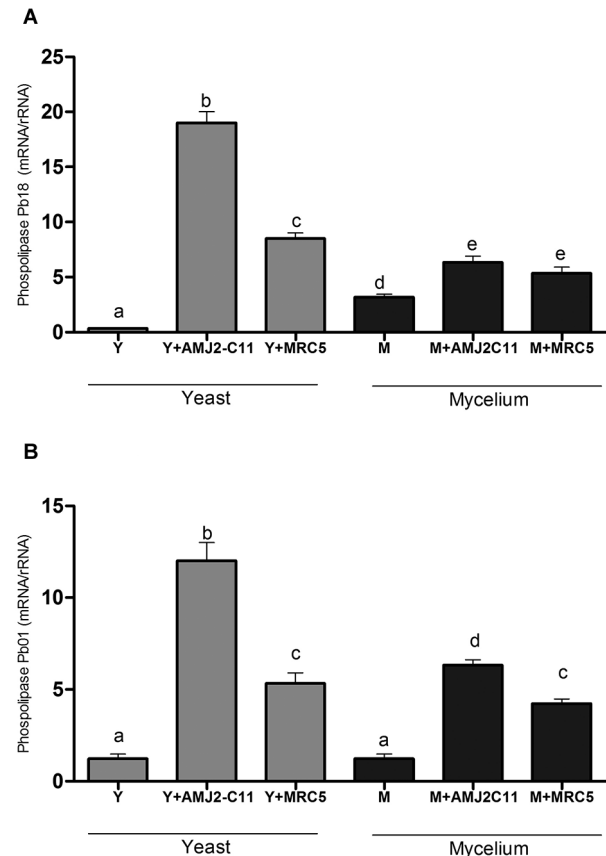 A
Phospolipase Pb18 (mRNA/rRNA)
25
20
15
10
5
0
a
b
c
d
e
e
Y
Y+AMJ2-C11
Y+MRC5
M
M+AMJ2C11
M+MRC5
Yeast
Mycelium
B
Phospolipase Pb01 (mRNA/rRNA)
15
10
5
0
a
b
c
a
d
c
Y
Y+AMJ2-C11
Y+MRC5
M
M+AMJ2C11
M+MRC5
Yeast
Mycelium